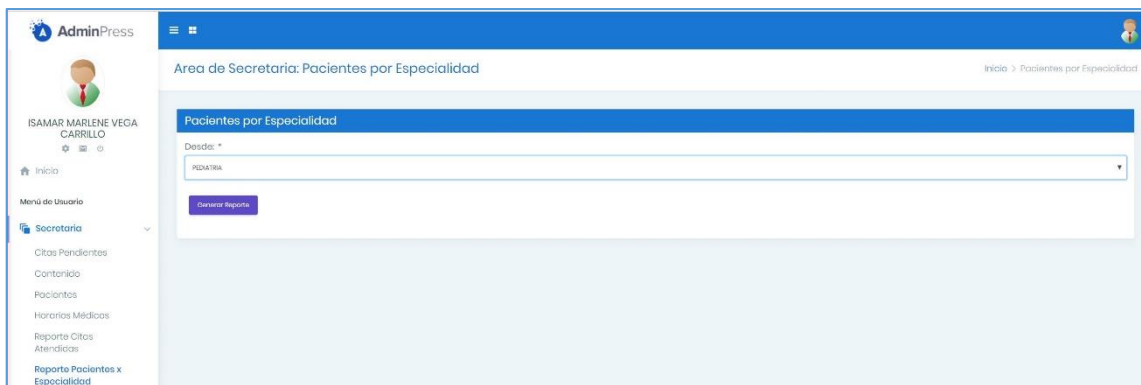 AdminPress
Area de Secretaria: Pacientes por Especialidad
Inicio > Pacientes por Especialidad
ISAMAR MARLENE VEGA
CARRILLO
Inicio
Menú de Usuario
Secretaria
Citas Pendientes
Contenido
Pacientes
Horarios Médicos
Reporte Citas
Atendidas
Reporte Pacientes x
Especialidad
Pacientes por Especialidad
Desde: *
PEDIATRIA
Generar Reporte